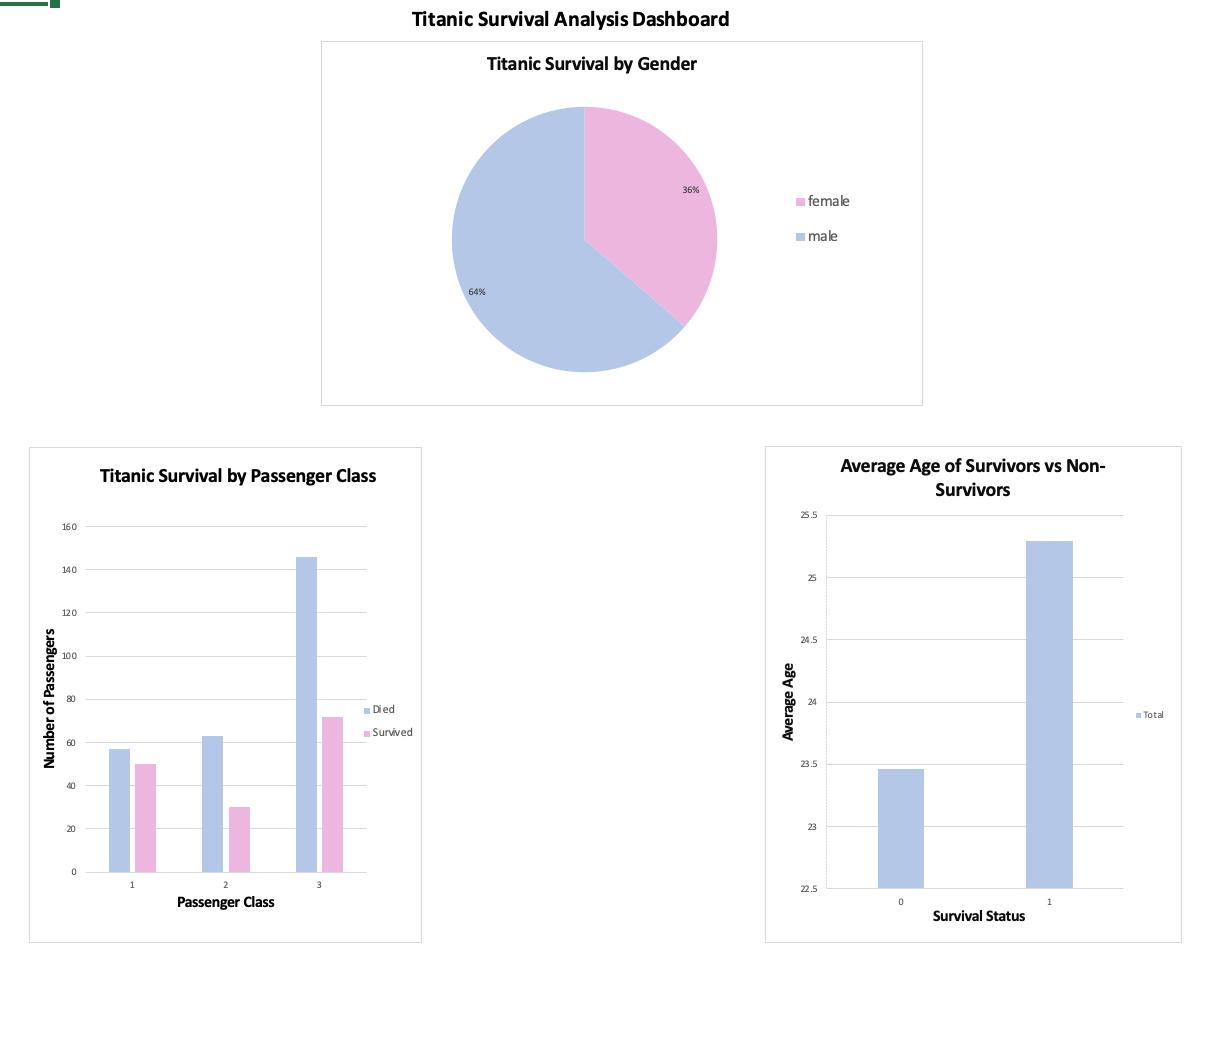 Titanic Survival Analysis Dashboard
Titanic Survival by Gender
36%
64%
female
male
Titanic Survival by Passenger Class
Number of Passengers
160
140
120
100
80
60
40
20
0
1 2 3
Passenger Class
Died
Survived
Average Age of Survivors vs Non-
Survivors
Average Age
25.5
25
24.5
24
23.5
23
22.5
0 1
Survival Status
Total